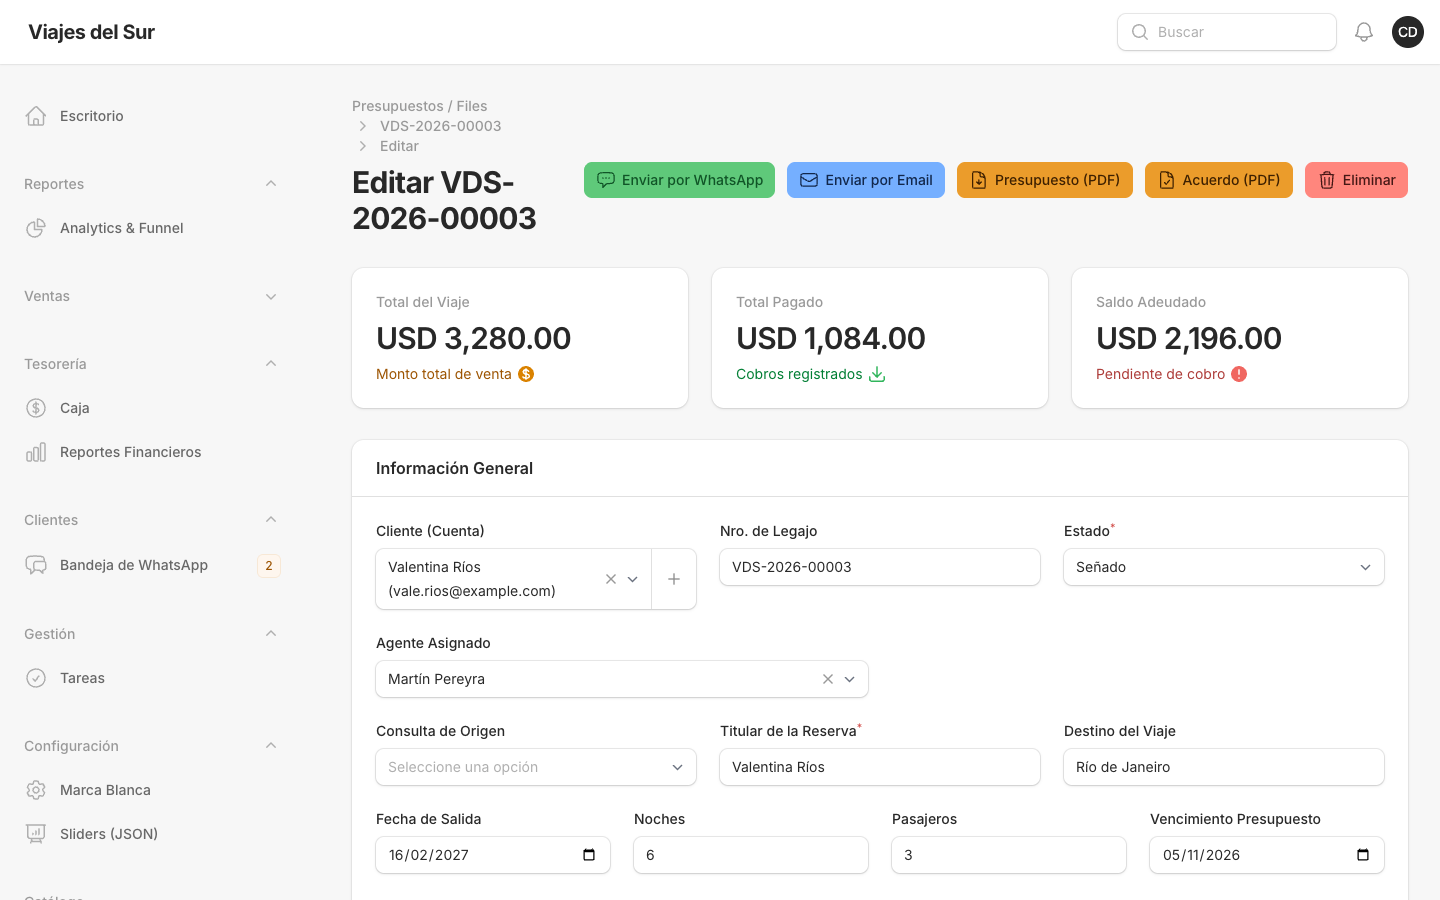 Viajes del Sur
Buscar
CD
Escritorio
Reportes
Analytics & Funnel
Ventas
Tesorería
Caja
Reportes Financieros
Clientes
Bandeja de WhatsApp
2
Gestión
Tareas
Configuración
Marca Blanca
Sliders (JSON)
Presupuestos / Files
VDS-2026-00003
Editar
Editar VDS-
2026-00003
Enviar por WhatsApp
Enviar por Email
Presupuesto (PDF)
Acuerdo (PDF)
Eliminar
Total del Viaje
USD 3,280.00
Monto total de venta
Total Pagado
USD 1,084.00
Cobros registrados
Saldo Adeudado
USD 2,196.00
Pendiente de cobro
Información General
Cliente (Cuenta)
Valentina Ríos
(vale.rios@example.com)
Nro. de Legajo
VDS-2026-00003
Estado*
Señado
Agente Asignado
Martín Pereyra
Consulta de Origen
Seleccione una opción
Titular de la Reserva*
Valentina Ríos
Destino del Viaje
Río de Janeiro
Fecha de Salida
16/02/2027
Noches
6
Pasajeros
3
Vencimiento Presupuesto
05/11/2026